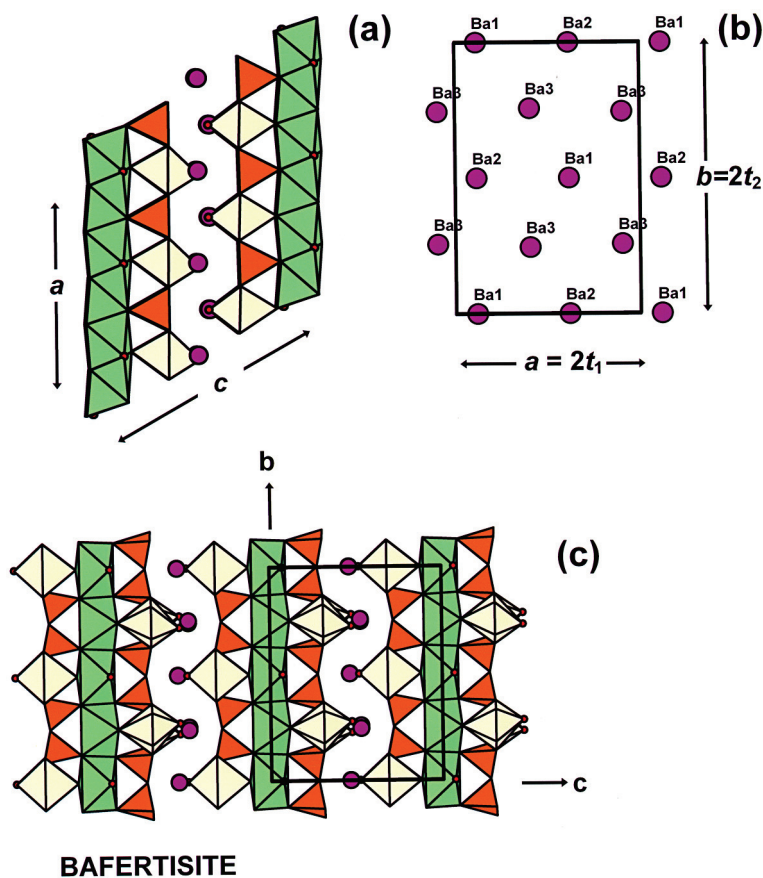 (a)
a
c
(b)
Ba1 Ba2 Ba1
Ba3 Ba3 Ba3
Ba2 Ba1 Ba2
b=2t2
Ba3 Ba3 Ba3
Ba1 Ba2 Ba1
a = 2t1
b
(c)
c
BAFERTISITE